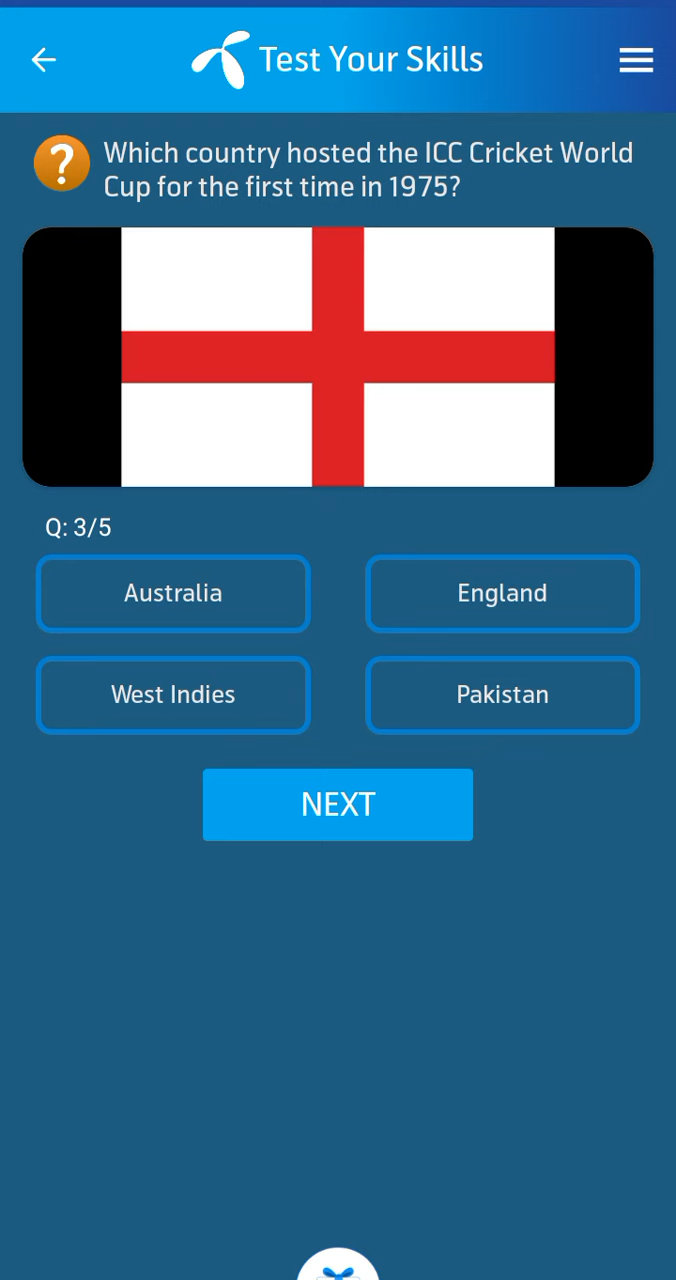 Test Your Skills
Which country hosted the ICC Cricket World
Cup for the first time in 1975?
Q: 3/5
Australia
England
West Indies
Pakistan
NEXT